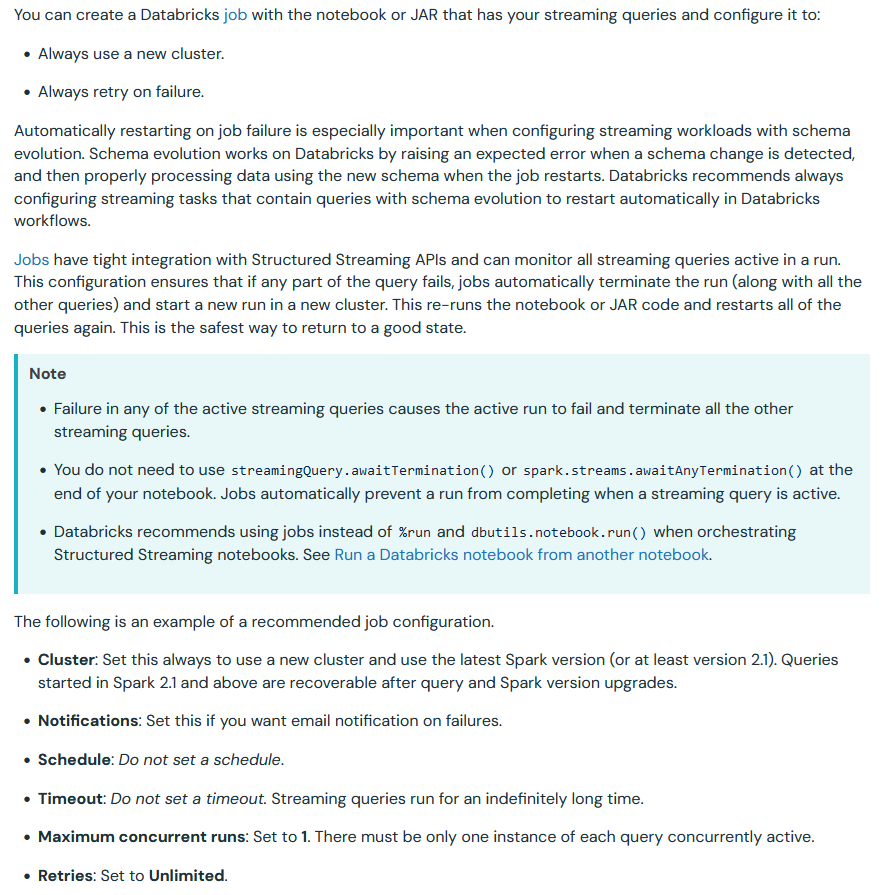 You can create a Databricks job with the notebook or JAR that has your streaming queries and configure it to:
• Always use a new cluster.
• Always retry on failure.
Automatically restarting on job failure is especially important when configuring streaming workloads with schema
evolution. Schema evolution works on Databricks by raising an expected error when a schema change is detected,
and then properly processing data using the new schema when the job restarts. Databricks recommends always
configuring streaming tasks that contain queries with schema evolution to restart automatically in Databricks
workflows.
Jobs have tight integration with Structured Streaming APIs and can monitor all streaming queries active in a run.
This configuration ensures that if any part of the query fails, jobs automatically terminate the run (along with all the
other queries) and start a new run in a new cluster. This re-runs the notebook or JAR code and restarts all of the
queries again. This is the safest way to return to a good state.
Note
• Failure in any of the active streaming queries causes the active run to fail and terminate all the other
streaming queries.
• You do not need to use streamingQuery.awaitTermination() or spark.streams.awaitAnyTermination() at the
end of your notebook. Jobs automatically prevent a run from completing when a streaming query is active.
• Databricks recommends using jobs instead of %run and dbutils.notebook.run() when orchestrating
Structured Streaming notebooks. See Run a Databricks notebook from another notebook.
The following is an example of a recommended job configuration.
• Cluster: Set this always to use a new cluster and use the latest Spark version (or at least version 2.1). Queries
started in Spark 2.1 and above are recoverable after query and Spark version upgrades.
• Notifications: Set this if you want email notification on failures.
• Schedule: Do not set a schedule.
• Timeout: Do not set a timeout. Streaming queries run for an indefinitely long time.
• Maximum concurrent runs: Set to 1. There must be only one instance of each query concurrently active.
• Retries: Set to Unlimited.